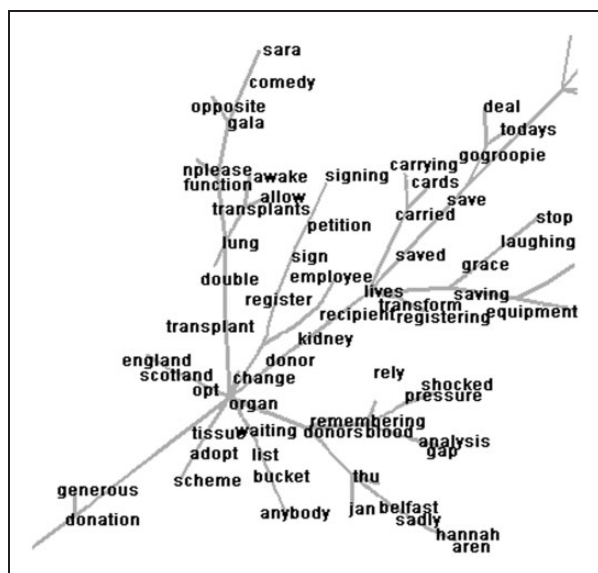 sara
comedy
opposite
gala
deal
todays
gogroopie
nplease
function
awake
allow
transplants
signing
carrying
cards
carried
save
petition
stop
laughing
lung
sign
saved
grace
double
register
employee
lives
transform
saving
recipient
registering
equipment
transplant
kidney
england
scotland
opt
donor
change
rely
shocked
pressure
organ
remembering
tissue
waiting
donors
blood
analysis
gap
adopt
list
scheme
bucket
thu
generous
donation
anybody
jan
belfast
sadly
hannah
aren